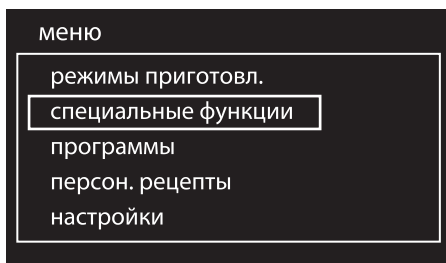 меню
режимы приготовл.
специальные функции
программы
персон. рецепты
настройки